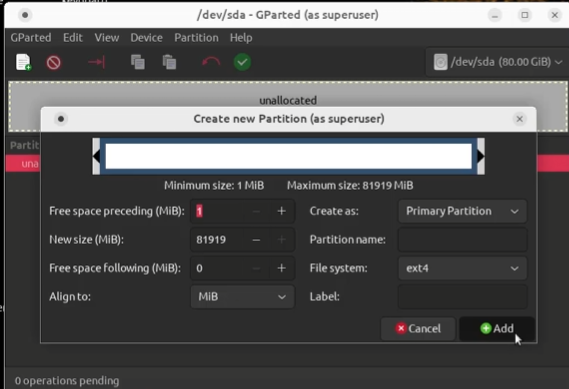 /dev/sda - GParted (as superuser)
GParted Edit View Device Partition Help
/dev/sda (80.00 GiB)
unallocated
Create new Partition (as superuser)
Partit
una
Minimum size: 1 MiB Maximum size: 81919 MiB
Free space preceding (MiB): 1 − + Create as: Primary Partition
New size (MiB): 81919 − + Partition name:
Free space following (MiB): 0 − + File system: ext4
Align to: MiB Label:
Cancel Add
0 operations pending